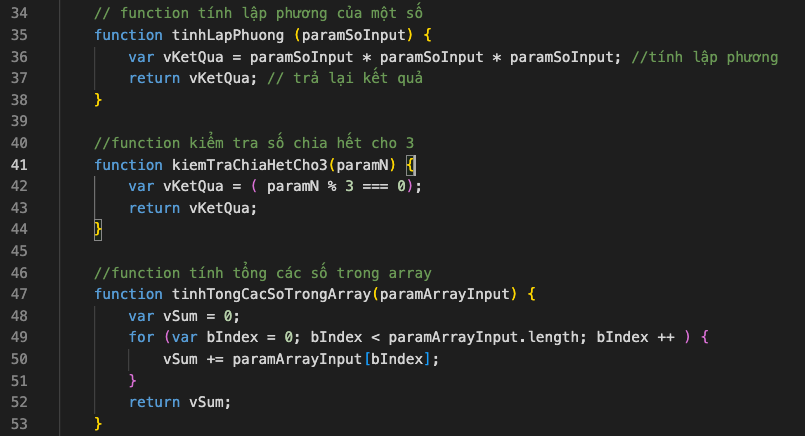 34 // function tính lập phương của một số
35 function tinhLapPhuong (paramSoInput) {
36 var vKetQua = paramSoInput * paramSoInput * paramSoInput; //tính lập phương
37 return vKetQua; // trả lại kết quả
38 }
39
40 //function kiểm tra số chia hết cho 3
41 function kiemTraChiaHetCho3(paramN) {
42 var vKetQua = ( paramN % 3 === 0);
43 return vKetQua;
44 }
45
46 //function tính tổng các số trong array
47 function tinhTongCacSoTrongArray(paramArrayInput) {
48 var vSum = 0;
49 for (var bIndex = 0; bIndex < paramArrayInput.length; bIndex ++ ) {
50 vSum += paramArrayInput[bIndex];
51 }
52 return vSum;
53 }